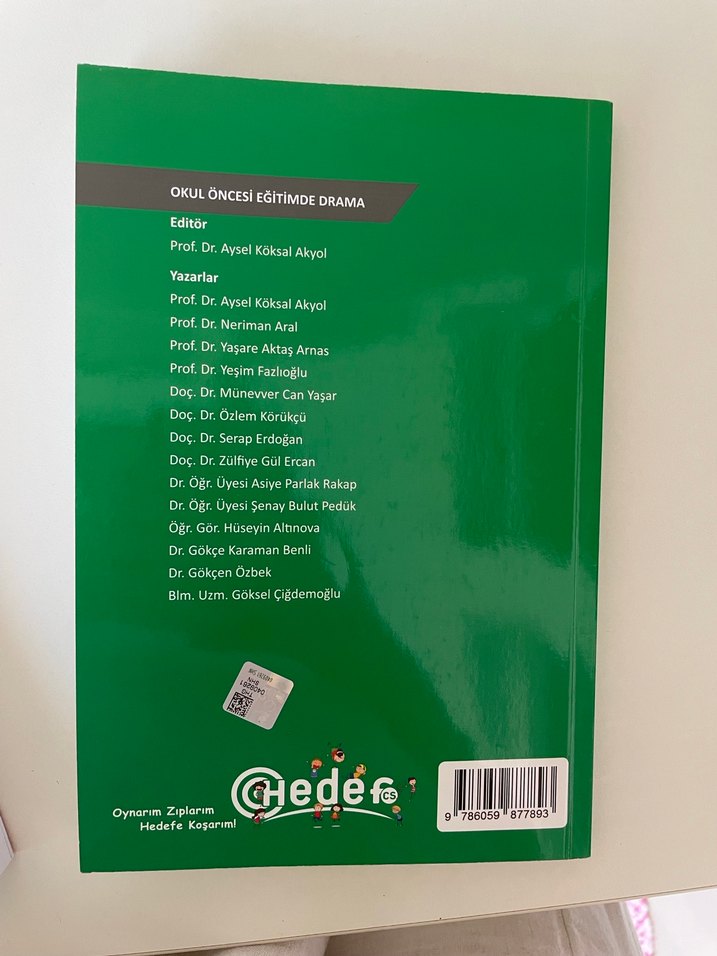 OKUL ÖNCESİ EĞİTİMDE DRAMA
Editör
Prof. Dr. Aysel Köksal Akyol
Yazarlar
Prof. Dr. Aysel Köksal Akyol
Prof. Dr. Neriman Aral
Prof. Dr. Yaşare Aktaş Arnas
Prof. Dr. Yeşim Fazlıoğlu
Doç. Dr. Münevver Can Yaşar
Doç. Dr. Özlem Körükçü
Doç. Dr. Serap Erdoğan
Doç. Dr. Zülfiye Gül Ercan
Dr. Öğr. Üyesi Asiye Parlak Rakap
Dr. Öğr. Üyesi Şenay Bulut Pedük
Öğr. Gör. Hüseyin Altınova
Dr. Gökçe Karaman Benli
Dr. Gökçen Özbek
Blm. Uzm. Göksel Çiğdemoğlu
Hedef CS
Oynarım Zıplarım
Hedefe Koşarım!
9 786059 877893